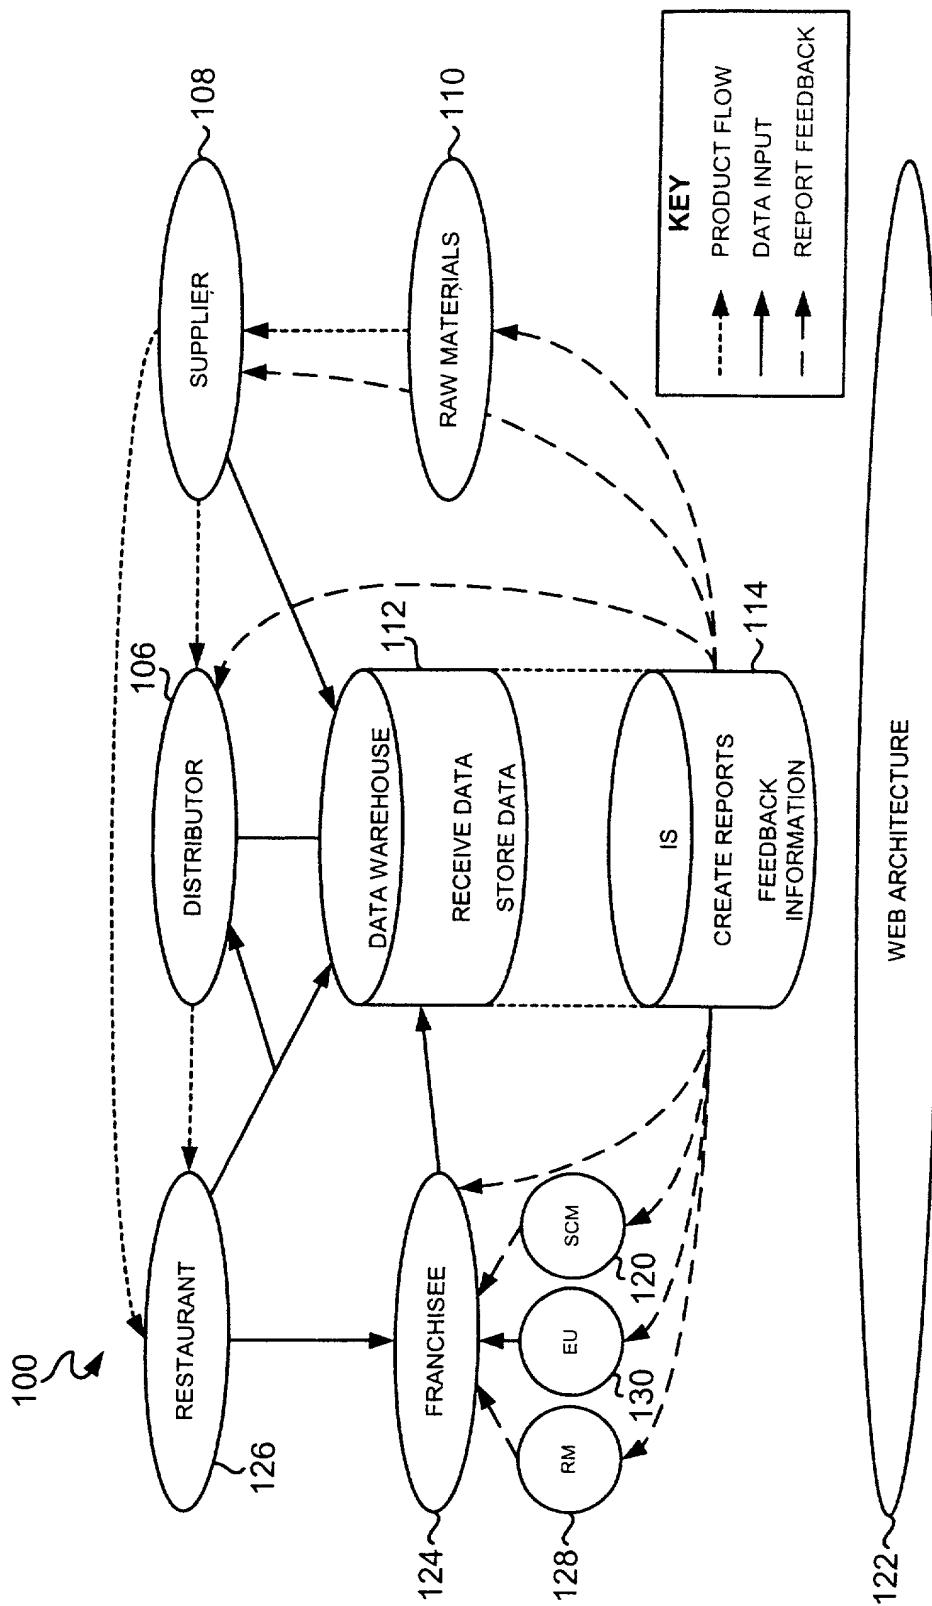 100
RESTAURANT
126
DISTRIBUTOR
106
SUPPLIER
108
FRANCHISEE
124
DATA WAREHOUSE
112
RECEIVE DATA
STORE DATA
RAW MATERIALS
110
RM
128
EU
130
SCM
120
IS
CREATE REPORTS
FEEDBACK
INFORMATION
114
KEY
PRODUCT FLOW
DATA INPUT
REPORT FEEDBACK
WEB ARCHITECTURE
122